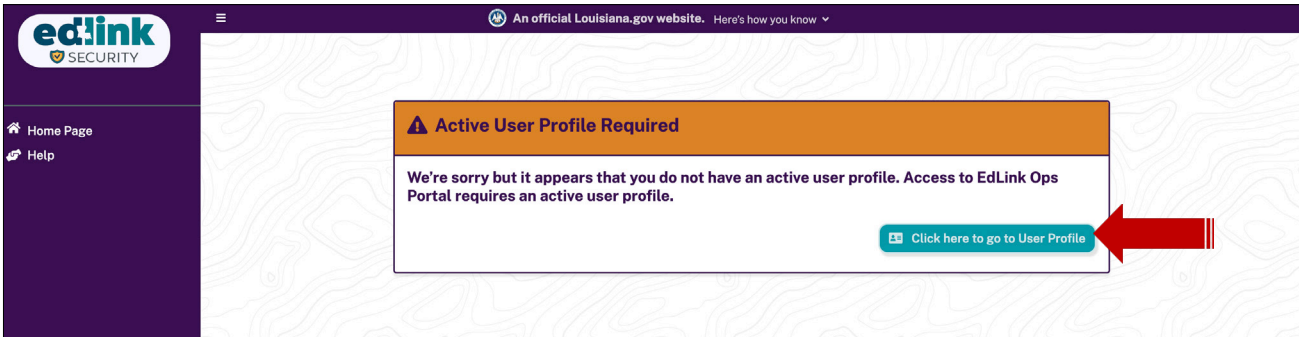 edlink
SECURITY
An official Louisiana.gov website. Here's how you know
Home Page
Help
Active User Profile Required
We're sorry but it appears that you do not have an active user profile. Access to EdLink Ops
Portal requires an active user profile.
Click here to go to User Profile